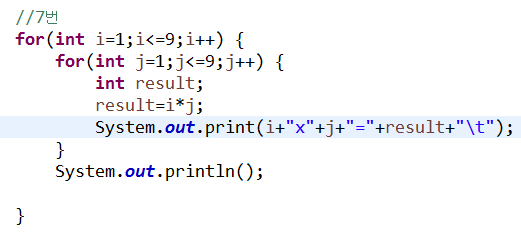 //7번
for(int i=1;i<=9;i++) {
for(int j=1;j<=9;j++) {
int result;
result=i*j;
System.out.print(i+"x"+j+"="+result+"\t");
}
System.out.println();
}